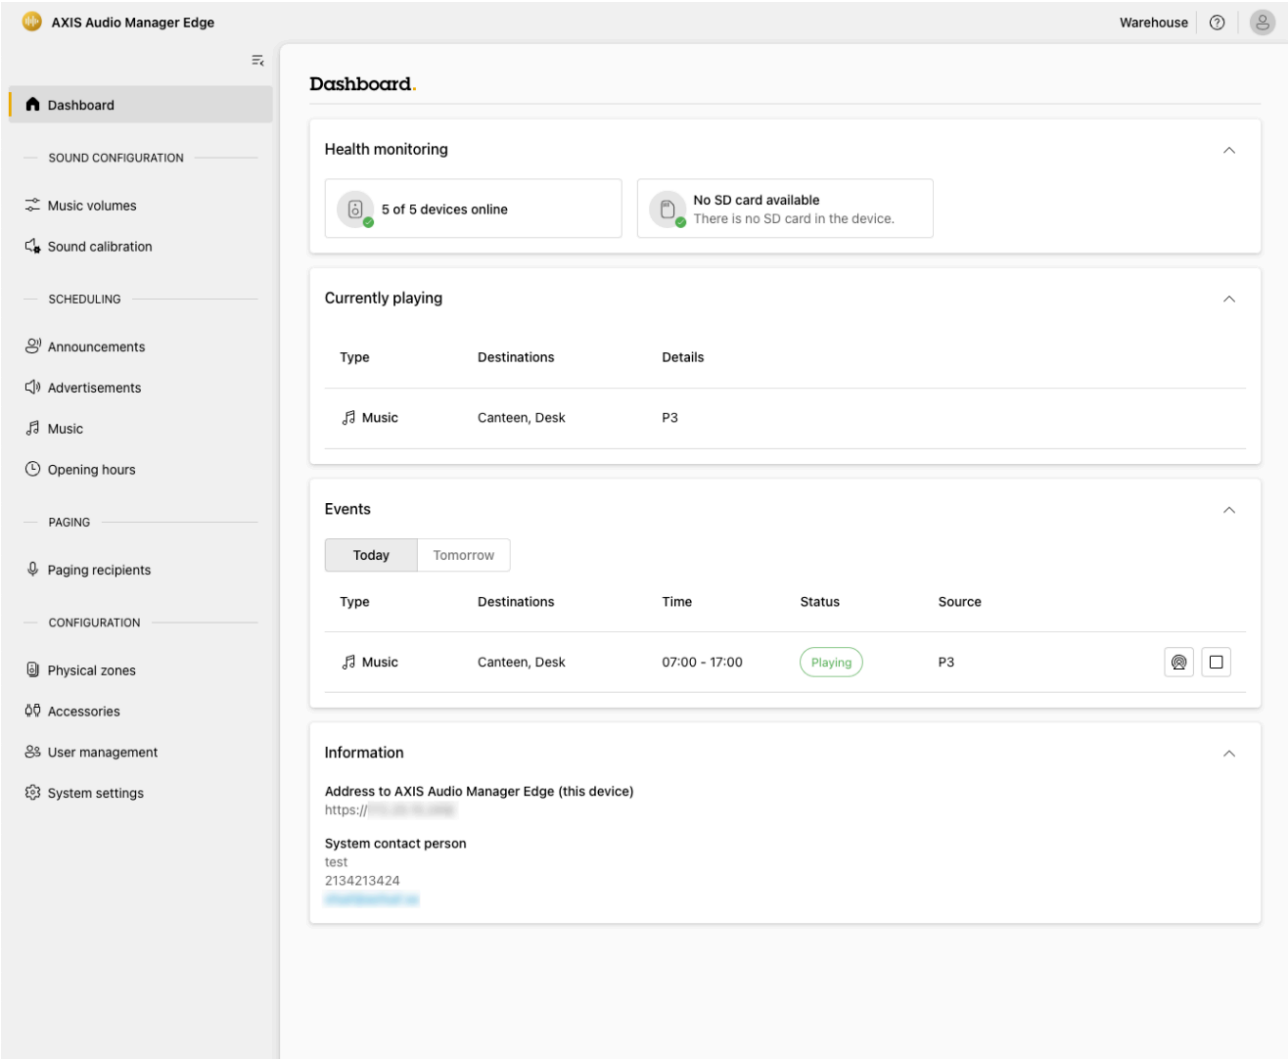 AXIS Audio Manager Edge
Warehouse
Dashboard
SOUND CONFIGURATION
Music volumes
Sound calibration
SCHEDULING
Announcements
Advertisements
Music
Opening hours
PAGING
Paging recipients
CONFIGURATION
Physical zones
Accessories
User management
System settings
Dashboard.
Health monitoring
5 of 5 devices online
No SD card available
There is no SD card in the device.
Currently playing
Type Destinations Details
Music Canteen, Desk P3
Events
Today Tomorrow
Type Destinations Time Status Source
Music Canteen, Desk 07:00 - 17:00 Playing P3
Information
Address to AXIS Audio Manager Edge (this device)
https://
System contact person
test
2134213424